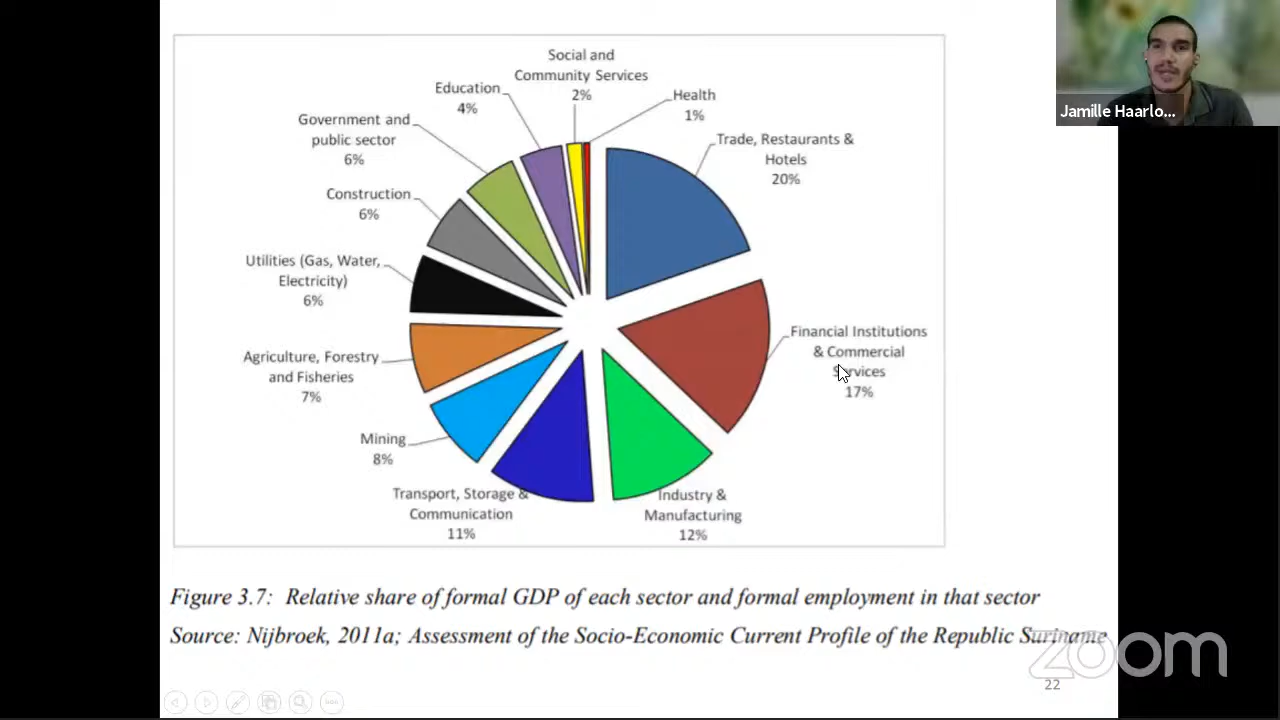 Social and
Community Services
2%
Education
4%
Health
1%
Government and
public sector
6%
Trade, Restaurants &
Hotels
20%
Construction
6%
Utilities (Gas, Water,
Electricity)
6%
Financial Institutions
& Commercial
Services
17%
Agriculture, Forestry
and Fisheries
7%
Mining
8%
Transport, Storage &
Communication
11%
Industry &
Manufacturing
12%
Figure 3.7: Relative share of formal GDP of each sector and formal employment in that sector
Source: Nijbroek, 2011a; Assessment of the Socio-Economic Current Profile of the Republic Suriname
22
zoom
Jamille Haarlo...